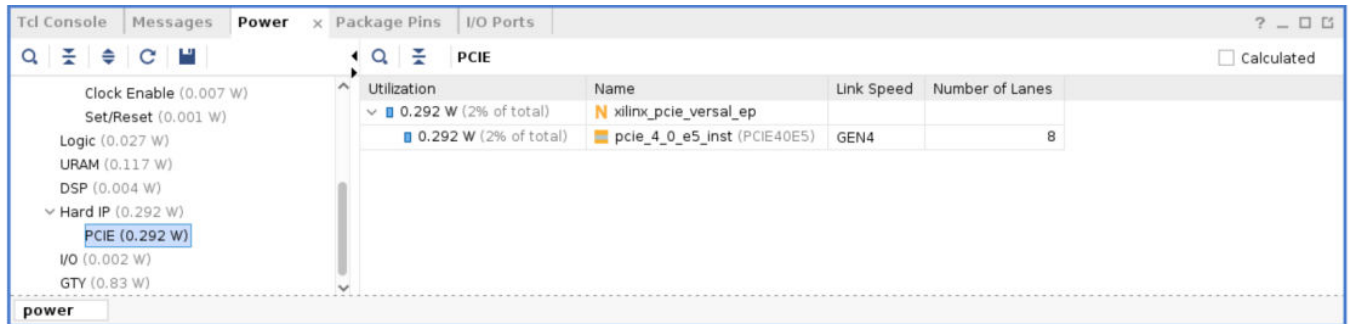 Tcl Console Messages Power × Package Pins I/O Ports ? _
PCIE Calculated
Clock Enable (0.007 W)
Set/Reset (0.001 W)
Logic (0.027 W)
URAM (0.117 W)
DSP (0.004 W)
Hard IP (0.292 W)
PCIE (0.292 W)
I/O (0.002 W)
GTY (0.83 W)
Utilization Name Link Speed Number of Lanes
0.292 W (2% of total) N xilinx_pcie_versal_ep
0.292 W (2% of total) pcie_4_0_e5_inst (PCIE40E5) GEN4 8
power